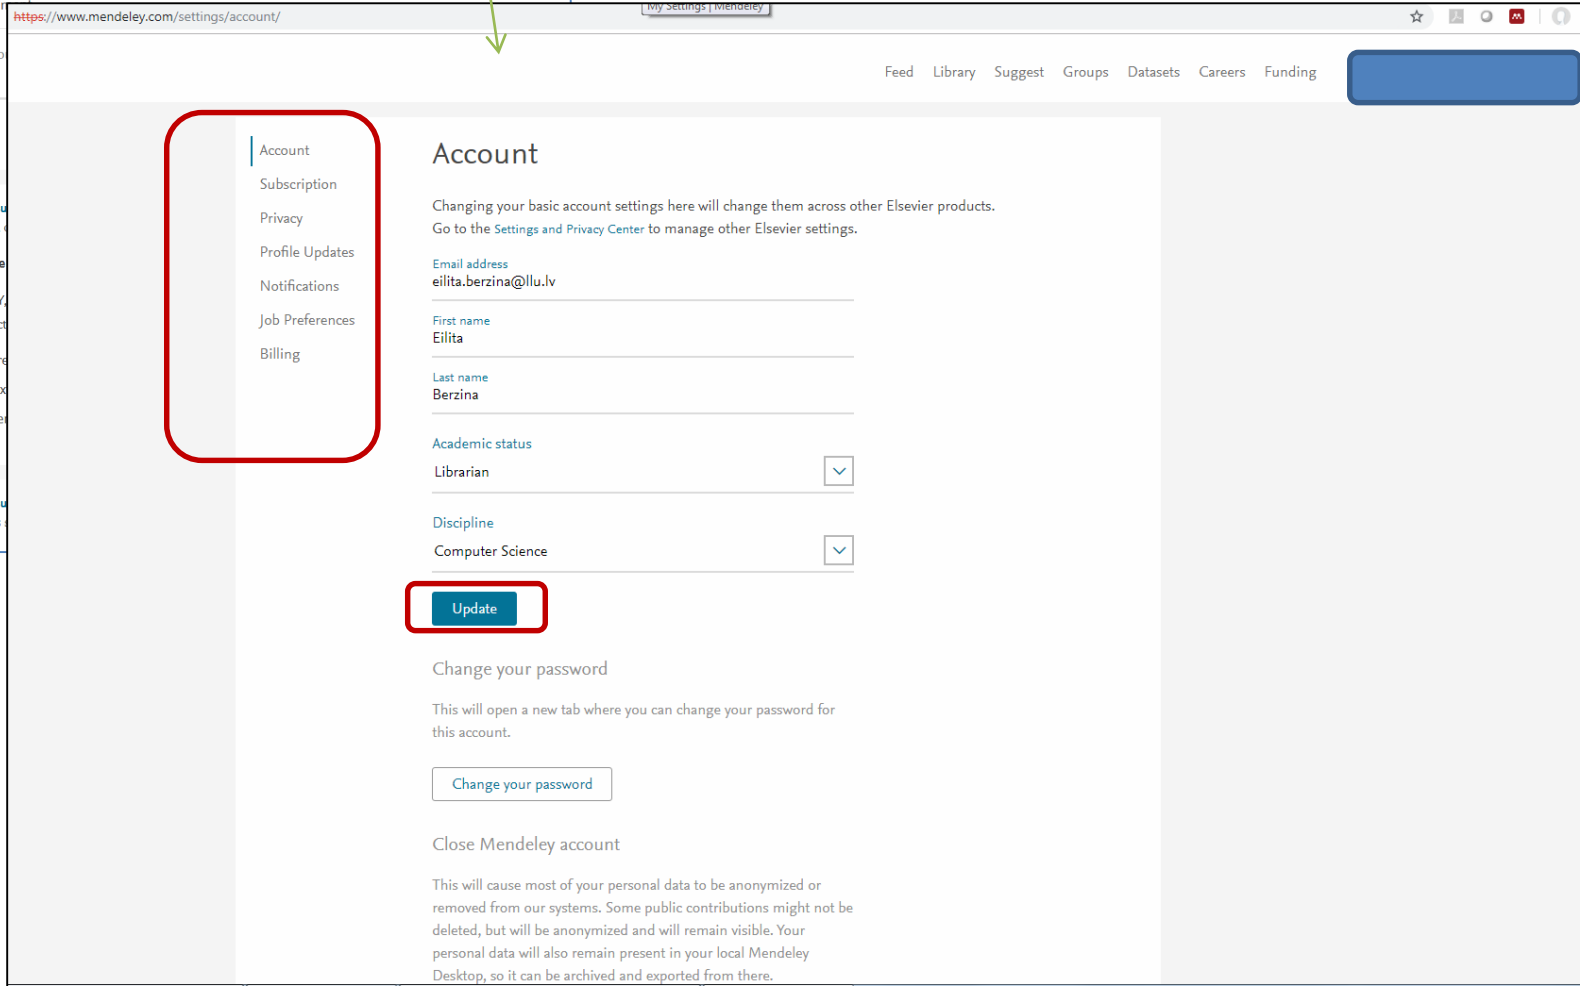 My Settings | Mendeley
https://www.mendeley.com/settings/account/
Feed Library Suggest Groups Datasets Careers Funding
Account
Subscription
Privacy
Profile Updates
Notifications
Job Preferences
Billing
Account
Changing your basic account settings here will change them across other Elsevier products.
Go to the Settings and Privacy Center to manage other Elsevier settings.
Email address
eilita.berzina@llu.lv
First name
Eilita
Last name
Berzina
Academic status
Librarian
Discipline
Computer Science
Update
Change your password
This will open a new tab where you can change your password for
this account.
Change your password
Close Mendeley account
This will cause most of your personal data to be anonymized or
removed from our systems. Some public contributions might not be
deleted, but will be anonymized and will remain visible. Your
personal data will also remain present in your local Mendeley
Desktop, so it can be archived and exported from there.